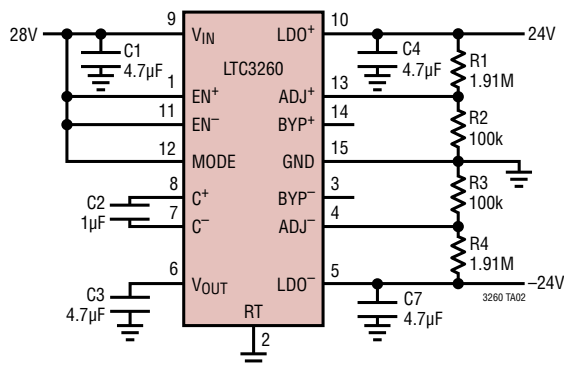 28V
9
VIN
LDO+
10
24V
C1
4.7µF
LTC3260
C4
4.7µF
R1
1.91M
1
EN+
ADJ+
13
11
EN–
BYP+
14
R2
100k
12
MODE
GND
15
C2
1µF
8
C+
BYP–
3
R3
100k
7
C–
ADJ–
4
R4
1.91M
6
VOUT
LDO–
5
–24V
3260 TA02
C3
4.7µF
C7
4.7µF
RT
2